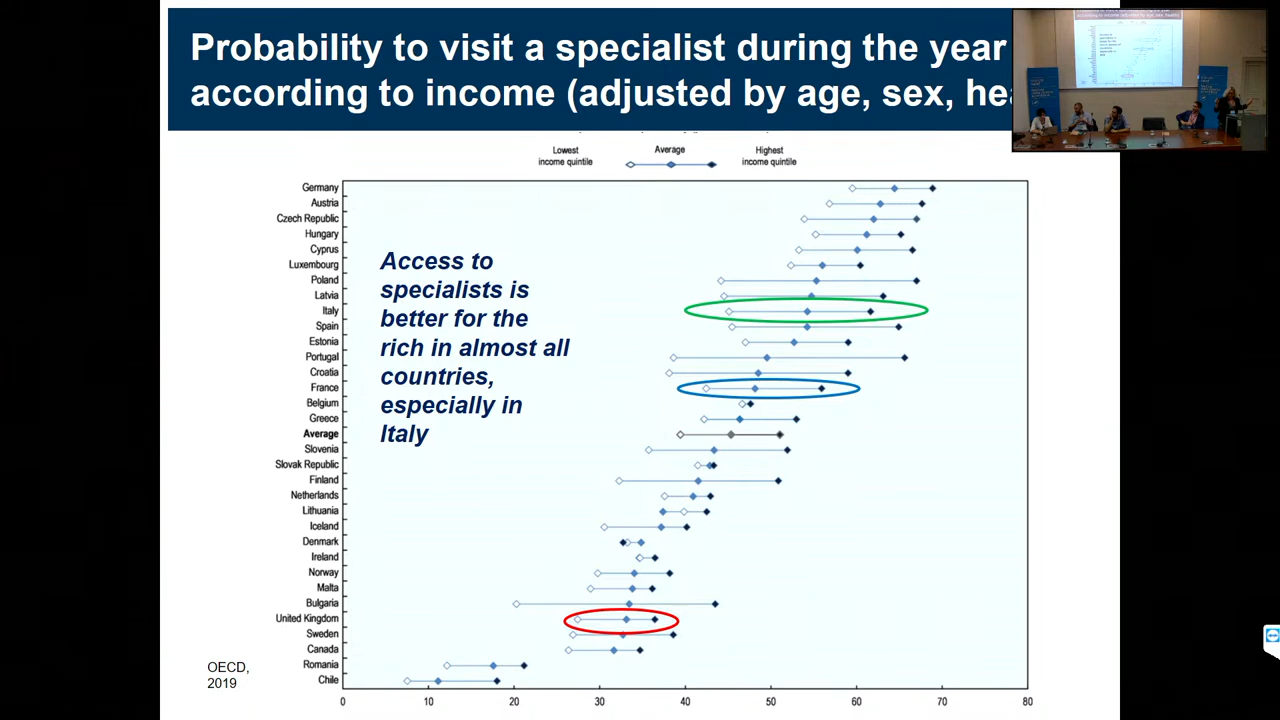 Probability to visit a specialist during the year
according to income (adjusted by age, sex,
Lowest
income quintile
Average
Highest
income quintile
Germany
Austria
Czech Republic
Hungary
Cyprus
Luxembourg
Poland
Latvia
Italy
Spain
Estonia
Portugal
Croatia
France
Belgium
Greece
Average
Slovenia
Slovak Republic
Finland
Netherlands
Lithuania
Iceland
Denmark
Ireland
Norway
Malta
Bulgaria
United Kingdom
Sweden
Canada
Romania
Chile
Access to
specialists is
better for the
rich in almost all
countries,
especially in
Italy
OECD,
2019
0 10 20 30 40 50 60 70 80